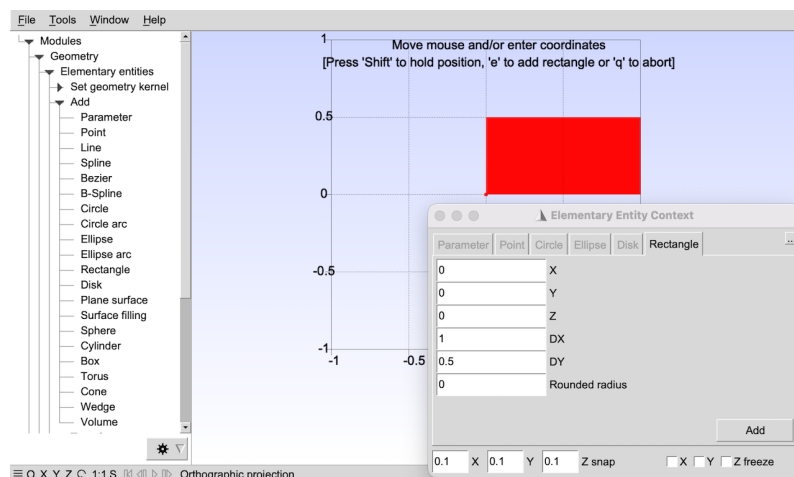 File Tools Window Help
Modules
Geometry
Elementary entities
Set geometry kernel
Add
Parameter
Point
Line
Spline
Bezier
B-Spline
Circle
Circle arc
Ellipse
Ellipse arc
Rectangle
Disk
Plane surface
Surface filling
Sphere
Cylinder
Box
Torus
Cone
Wedge
Volume
1
Move mouse and/or enter coordinates
[Press 'Shift' to hold position, 'e' to add rectangle or 'q' to abort]
0.5
0
-0.5
-1
-1 -0.5
Elementary Entity Context
Parameter Point Circle Ellipse Disk Rectangle ...
0 X
0 Y
0 Z
1 DX
0.5 DY
0 Rounded radius
Add
0.1 X 0.1 Y 0.1 Z snap X Y Z freeze
O X Y Z 1:1 S Orthographic projection